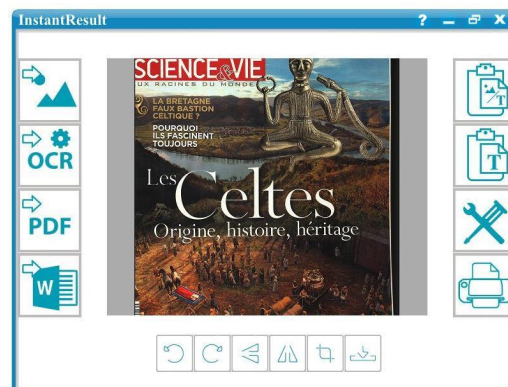 InstantResult
?
SCIENCE&VIE
UX RACINES DU MONDE
LA BRETAGNE
FAUX BASTION
CELTIQUE ?
POURQUOI
ILS FASCINENT
TOUJOURS
Les
Celtes
Origine, histoire, héritage
OCR
PDF
W
T
T